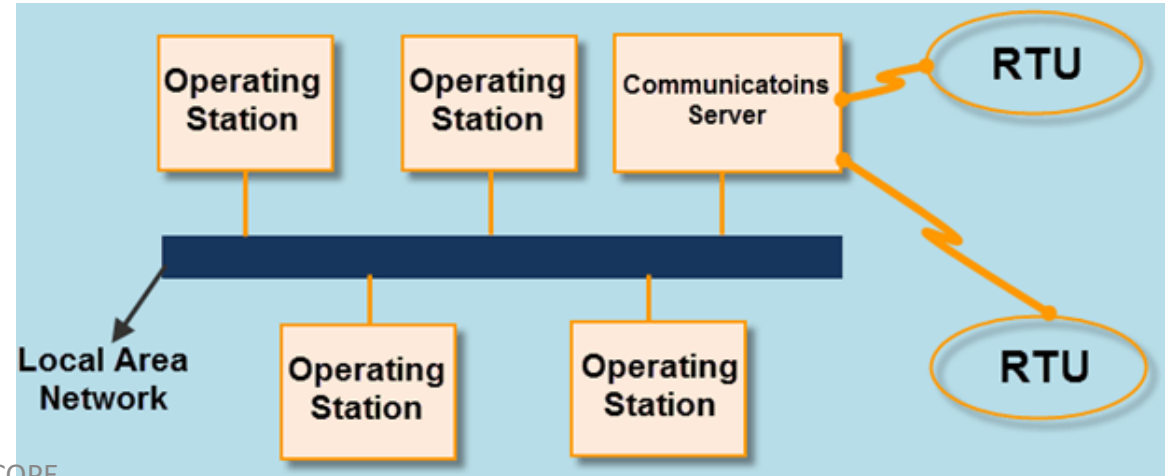 Operating
Station
Operating
Station
Communicatoins
Server
RTU
Local Area
Network
Operating
Station
Operating
Station
RTU